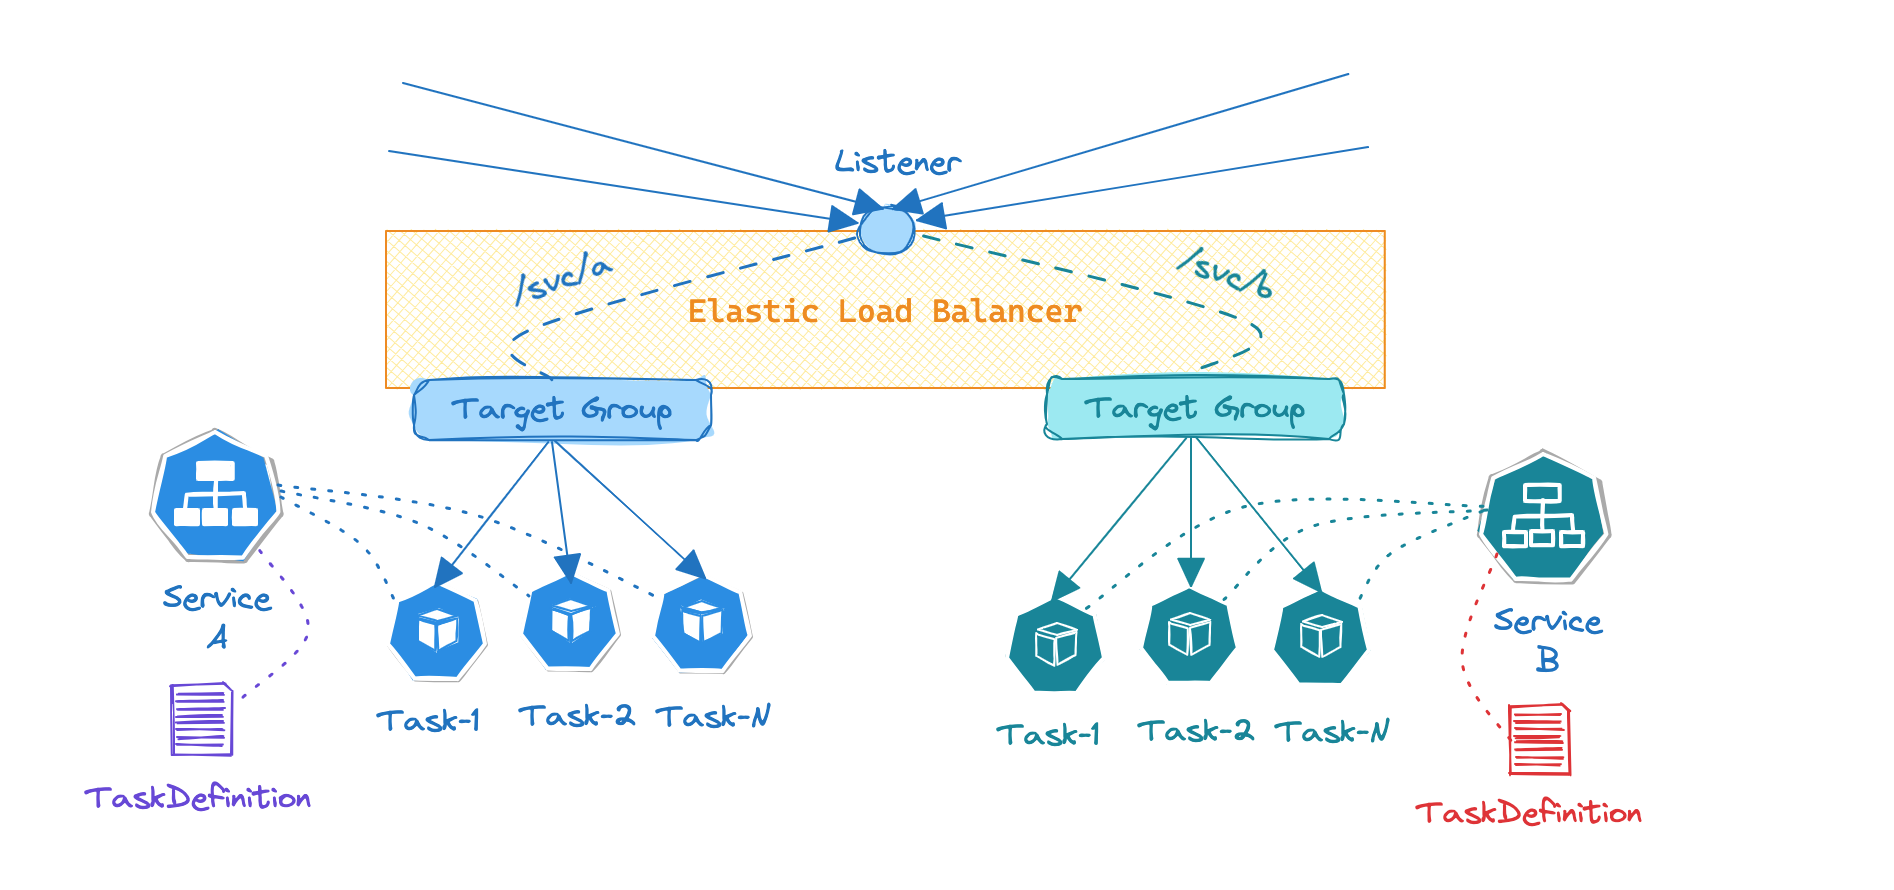 Listener
/svc/a
/svc/b
Elastic Load Balancer
Target Group
Target Group
Service
A
Service
B
Task-1
Task-2
Task-N
Task-1
Task-2
Task-N
TaskDefinition
TaskDefinition